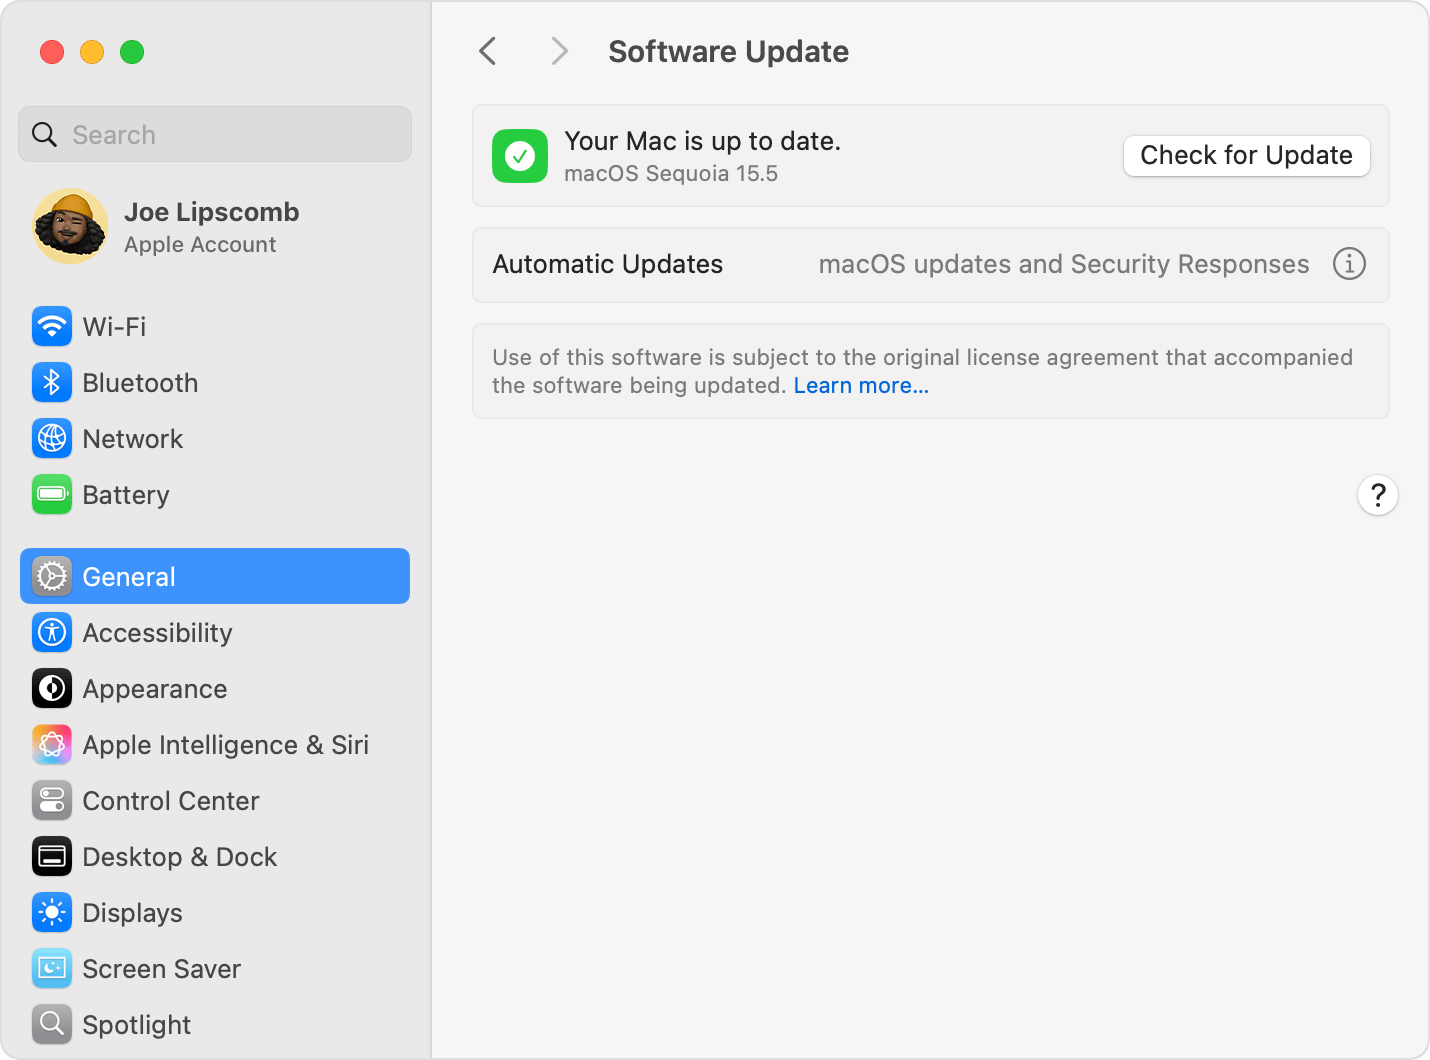 Search
Joe Lipscomb
Apple Account
Wi-Fi
Bluetooth
Network
Battery
General
Accessibility
Appearance
Apple Intelligence & Siri
Control Center
Desktop & Dock
Displays
Screen Saver
Spotlight
Software Update
Your Mac is up to date.
macOS Sequoia 15.5
Check for Update
Automatic Updates
macOS updates and Security Responses
Use of this software is subject to the original license agreement that accompanied
the software being updated. Learn more...
?